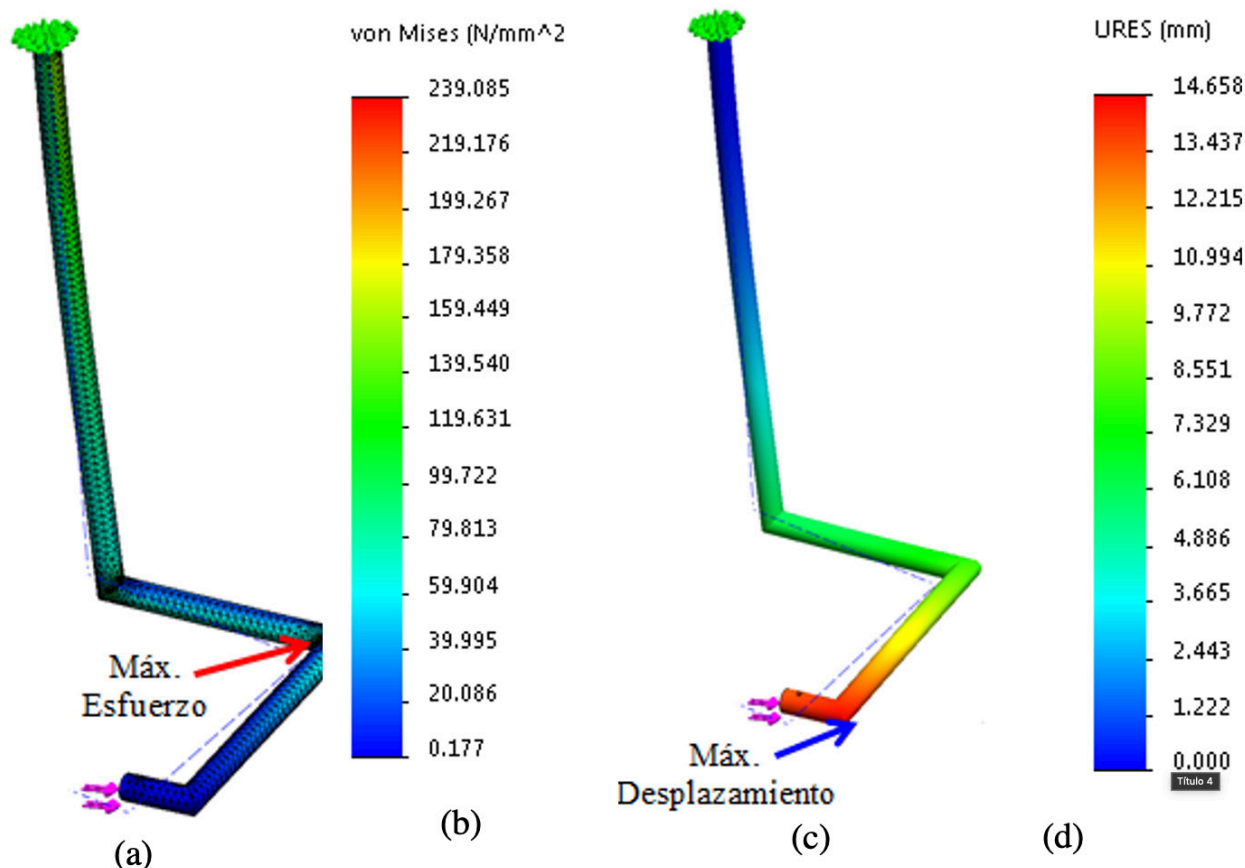 von Mises (N/mm^2
239.085
219.176
199.267
179.358
159.449
139.540
119.631
99.722
79.813
59.904
39.995
20.086
0.177
Máx.
Esfuerzo
(a)
(b)
URES (mm)
14.658
13.437
12.215
10.994
9.772
8.551
7.329
6.108
4.886
3.665
2.443
1.222
0.000
Título 4
Máx.
Desplazamiento
(c)
(d)